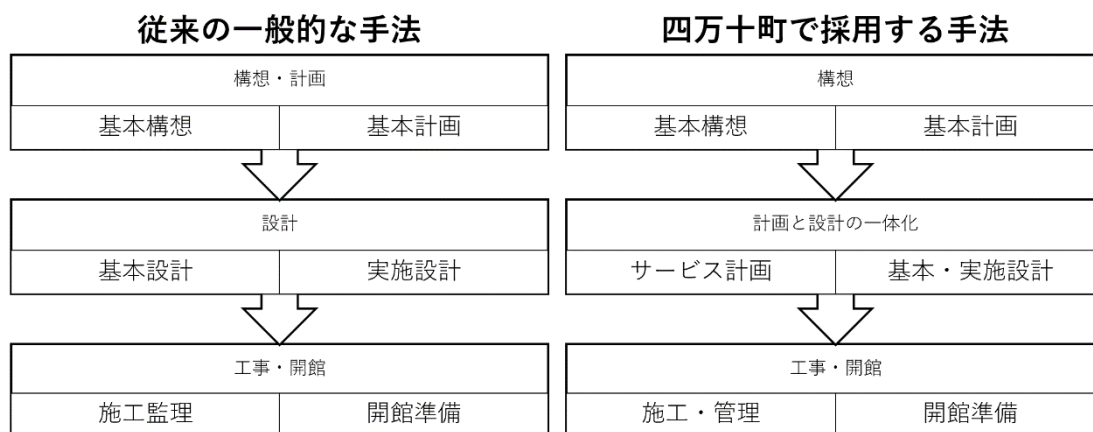 従来の一般的な手法
構想・計画
基本構想 基本計画
設計
基本設計 実施設計
工事・開館
施工監理 開館準備
四万十町で採用する手法
構想
基本構想 基本計画
計画と設計の一体化
サービス計画 基本・実施設計
工事・開館
施工・管理 開館準備